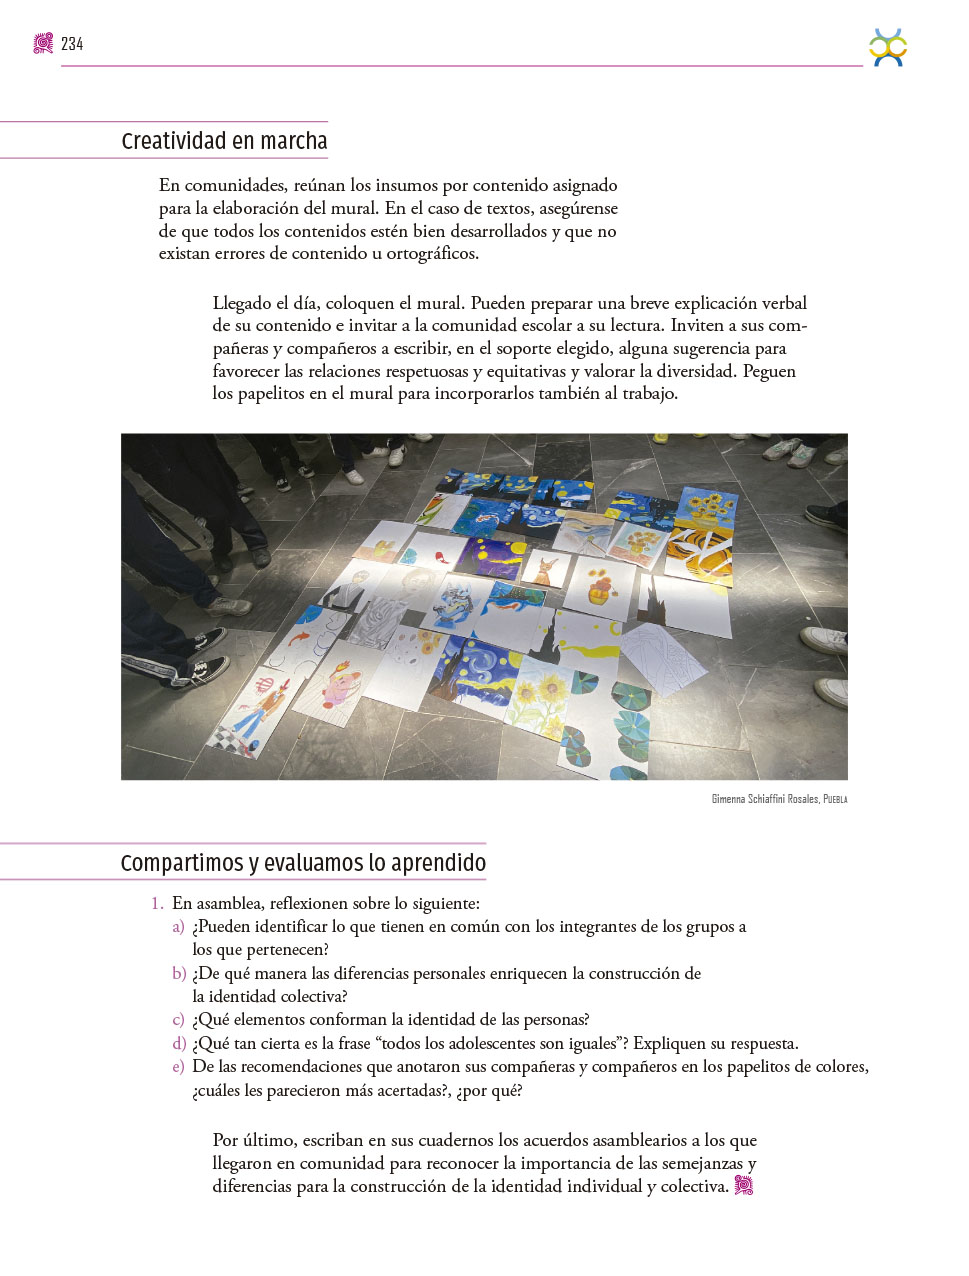 234
Creatividad en marcha
En comunidades, reúnan los insumos por contenido asignado
para la elaboración del mural. En el caso de textos, asegúrense
de que todos los contenidos estén bien desarrollados y que no
existan errores de contenido u ortográficos.
Llegado el día, coloquen el mural. Pueden preparar una breve explicación verbal
de su contenido e invitar a la comunidad escolar a su lectura. Inviten a sus com-
pañeras y compañeros a escribir, en el soporte elegido, alguna sugerencia para
favorecer las relaciones respetuosas y equitativas y valorar la diversidad. Peguen
los papelitos en el mural para incorporarlos también al trabajo.
Gimenna Schiaffini Rosales, Puebla
Compartimos y evaluamos lo aprendido
1. En asamblea, reflexionen sobre lo siguiente:
a) ¿Pueden identificar lo que tienen en común con los integrantes de los grupos a
los que pertenecen?
b) ¿De qué manera las diferencias personales enriquecen la construcción de
la identidad colectiva?
c) ¿Qué elementos conforman la identidad de las personas?
d) ¿Qué tan cierta es la frase “todos los adolescentes son iguales”? Expliquen su respuesta.
e) De las recomendaciones que anotaron sus compañeras y compañeros en los papelitos de colores,
¿cuáles les parecieron más acertadas?, ¿por qué?
Por último, escriban en sus cuadernos los acuerdos asamblearios a los que
llegaron en comunidad para reconocer la importancia de las semejanzas y
diferencias para la construcción de la identidad individual y colectiva.